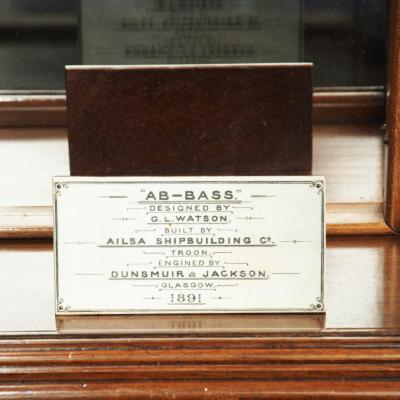 "AB-BASS."
DESIGNED BY
G.L. WATSON.
BUILT BY
AILSA SHIPBUILDING Co.
TROON.
ENGINED BY
DUNSMUIR & JACKSON.
GLASGOW.
1891